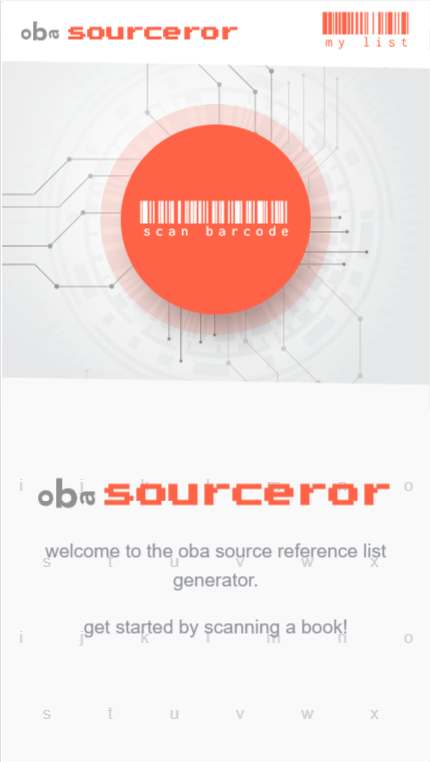 oba sourceror
my list
scan barcode
i j k l m n o
oba sourceror
welcome to the oba source reference list
s t u v w x
generator.
get started by scanning a book!
i j k l m n o
s t u v w x